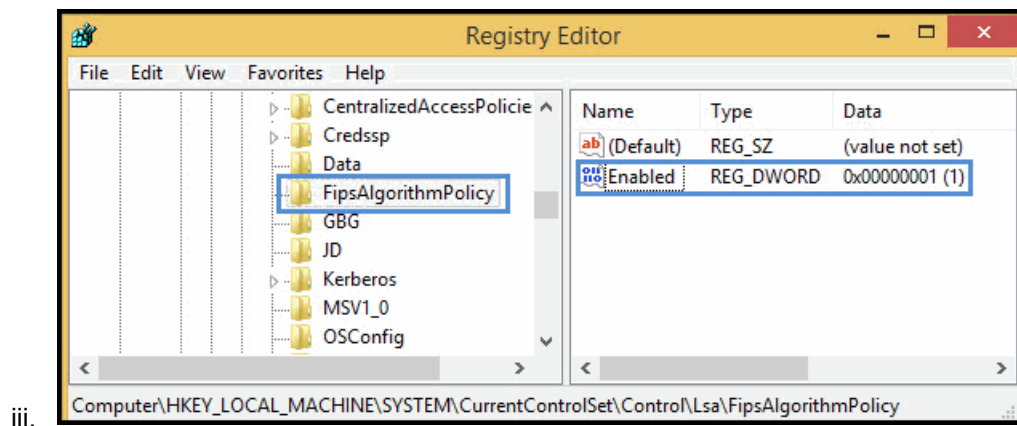 Registry Editor
File Edit View Favorites Help
CentralizedAccessPolicie
Credssp
Data
FipsAlgorithmPolicy
GBG
JD
Kerberos
MSV1_0
OSConfig
Name Type Data
(Default) REG_SZ (value not set)
Enabled REG_DWORD 0x00000001 (1)
Computer\HKEY_LOCAL_MACHINE\SYSTEM\CurrentControlSet\Control\Lsa\FipsAlgorithmPolicy
iii.